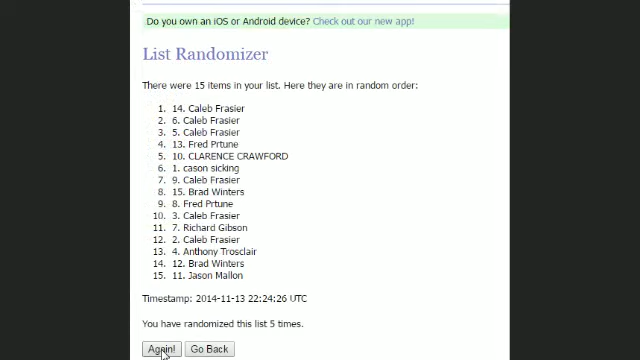 Do you own an iOS or Android device? Check out our new app!
List Randomizer
There were 15 items in your list. Here they are in random order:
1. 14. Caleb Frasier
2. 6. Caleb Frasier
3. 5. Caleb Frasier
4. 13. Fred Prtune
5. 10. CLARENCE CRAWFORD
6. 1. cason sicking
7. 9. Caleb Frasier
8. 15. Brad Winters
9. 8. Fred Prtune
10. 3. Caleb Frasier
11. 7. Richard Gibson
12. 2. Caleb Frasier
13. 4. Anthony Trosclair
14. 12. Brad Winters
15. 11. Jason Mallon
Timestamp: 2014-11-13 22:24:26 UTC
You have randomized this list 5 times.
Again! Go Back